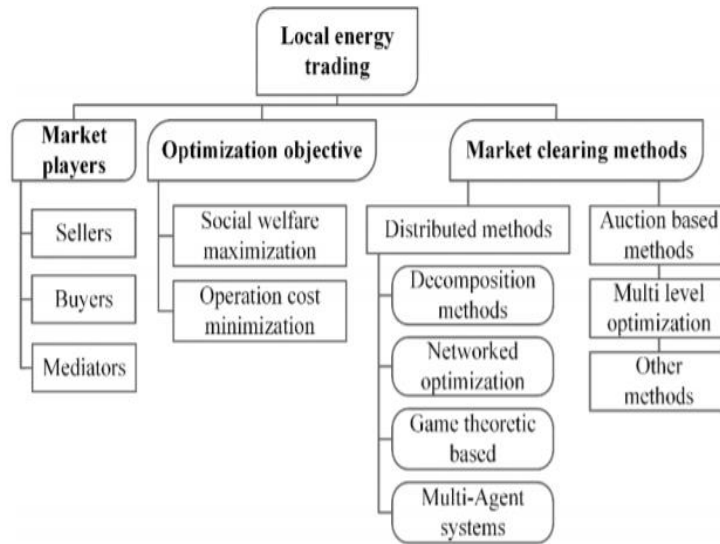 Local energy
trading
Market
players
Optimization objective
Market clearing methods
Sellers
Buyers
Mediators
Social welfare
maximization
Operation cost
minimization
Distributed methods
Decomposition
methods
Networked
optimization
Game theoretic
based
Multi-Agent
systems
Auction based
methods
Multi level
optimization
Other
methods